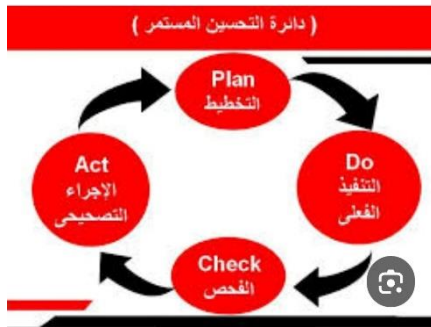 ( دائرة التحسين المستمر )
Plan
التخطيط
Do
التنفيذ
الفعلى
Check
الفحص
Act
الإجراء
التصحيحى